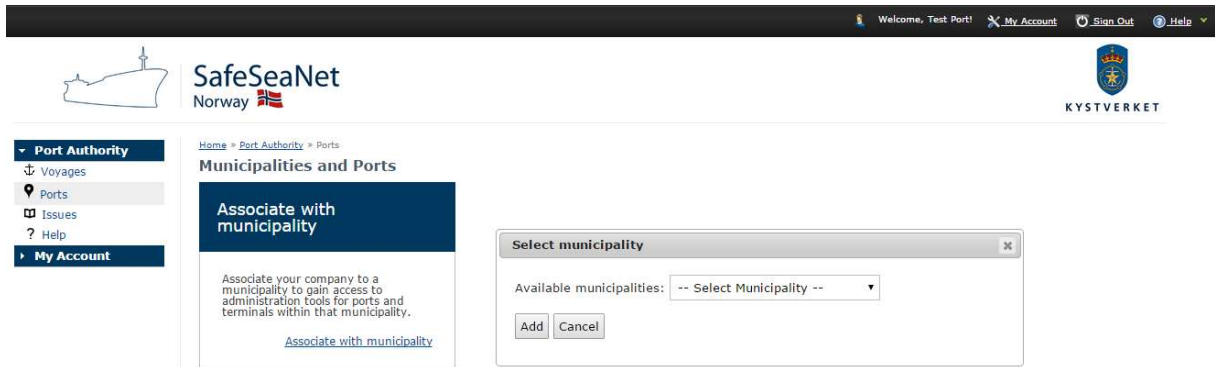 Welcome, Test Port! My Account Sign Out Help
SafeSeaNet
Norway
KYSTVERKET
Port Authority
Voyages
Ports
Issues
? Help
My Account
Home » Port Authority » Ports
Municipalities and Ports
Associate with
municipality
Associate your company to a
municipality to gain access to
administration tools for ports and
terminals within that municipality.
Associate with municipality
Select municipality
Available municipalities: -- Select Municipality --
Add Cancel